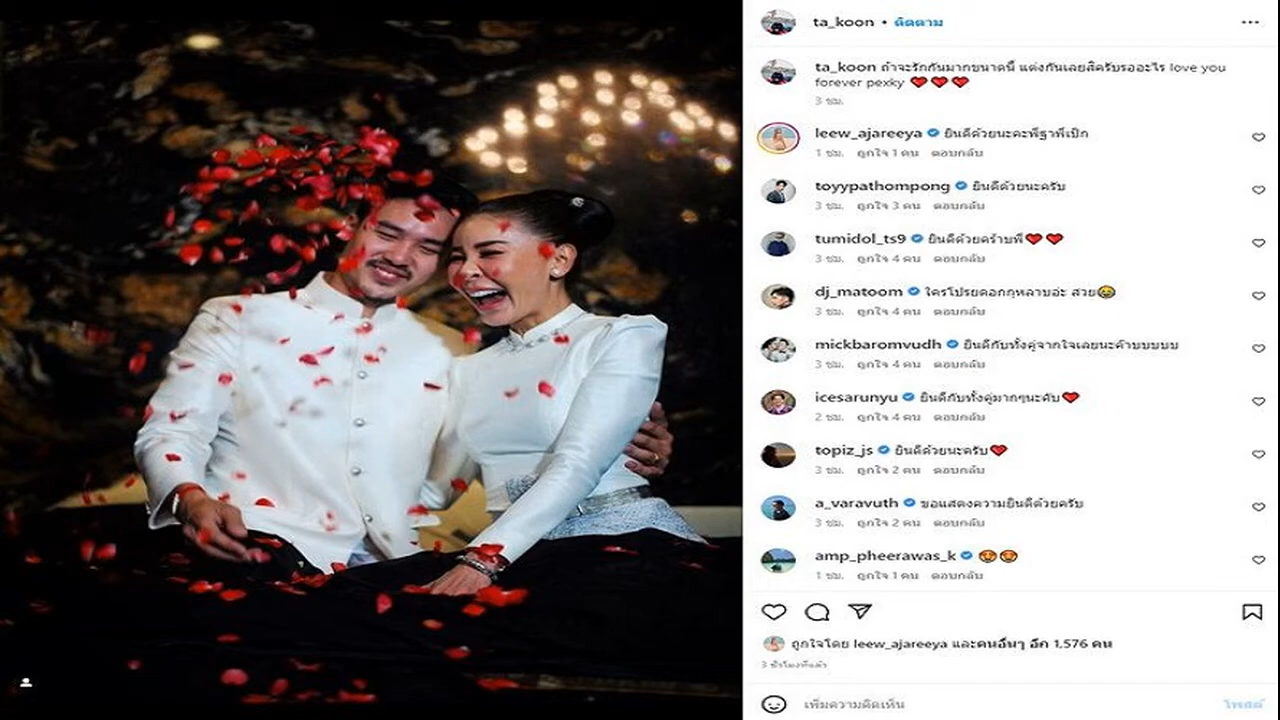 ta_koon • ติดตาม
ta_koon ถ้าจะรักกันมากขนาดนี้ แต่งกันเลยสิครับรออะไร love you
forever pexky ❤️❤️❤️
3 ชม.
leew_ajareeya ยินดีด้วยนะคะพี่ฐาพี่เป๊ก
1 ชม. ถูกใจ 1 คน ตอบกลับ
toyypathompong ยินดีด้วยนะครับ
3 ชม. ถูกใจ 3 คน ตอบกลับ
tumidol_ts9 ยินดีด้วยคร้าบพี่❤️❤️
3 ชม. ถูกใจ 4 คน ตอบกลับ
dj_matoom ใครโปรยดอกกุหลาบอ่ะ สวย😂
3 ชม. ถูกใจ 4 คน ตอบกลับ
mickbaromvudh ยินดีกับทั้งคู่จากใจเลยนะค้าบบบบบ
3 ชม. ถูกใจ 4 คน ตอบกลับ
icesarunyu ยินดีกับทั้งคู่มากๆนะคับ❤️
2 ชม. ถูกใจ 4 คน ตอบกลับ
topiz_js ยินดีด้วยนะครับ❤️
3 ชม. ถูกใจ 2 คน ตอบกลับ
a_varavuth ขอแสดงความยินดีด้วยครับ
3 ชม. ถูกใจ 2 คน ตอบกลับ
amp_pheerawas_k 😍😍
1 ชม. ถูกใจ 1 คน ตอบกลับ
ถูกใจโดย leew_ajareeya และคนอื่นๆ อีก 1,576 คน
3 ชั่วโมงที่แล้ว
เพิ่มความคิดเห็น
โพสต์